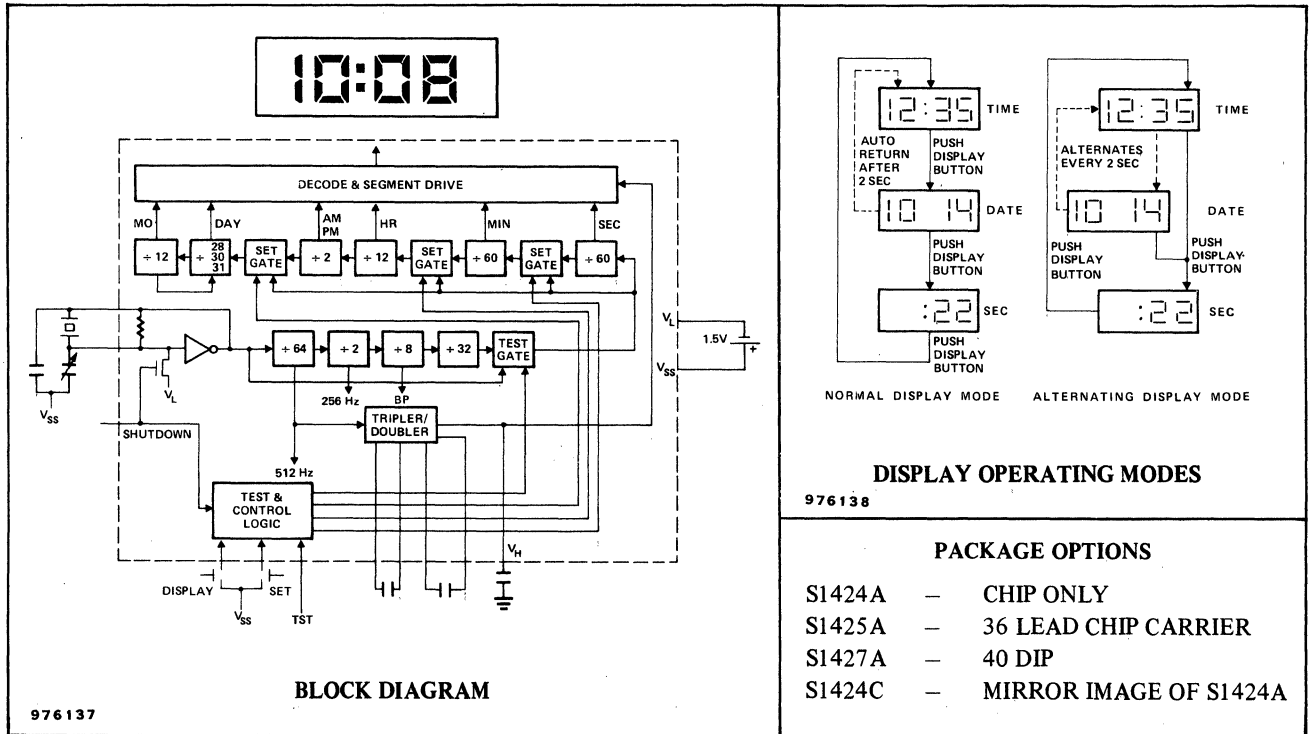 10:08
DECODE & SEGMENT DRIVE
MO
DAY
AM
PM
HR
MIN
SEC
÷ 12
÷
28
30
31
SET
GATE
÷ 2
÷ 12
SET
GATE
÷ 60
SET
GATE
÷ 60
÷ 64
÷ 2
÷ 8
÷ 32
TEST
GATE
VL
1.5V
+
VSS
VL
VSS
256 Hz
BP
TRIPLER/
DOUBLER
SHUTDOWN
512 Hz
TEST &
CONTROL
LOGIC
VH
DISPLAY
SET
VSS
TST
BLOCK DIAGRAM
976137
12:35
TIME
AUTO
RETURN
AFTER
2 SEC
PUSH
DISPLAY
BUTTON
10 14
DATE
PUSH
DISPLAY
BUTTON
:22
SEC
PUSH
DISPLAY
BUTTON
NORMAL DISPLAY MODE
12:35
TIME
ALTERNATES
EVERY 2 SEC
10 14
DATE
PUSH
DISPLAY
BUTTON
PUSH
DISPLAY-
BUTTON
:22
SEC
ALTERNATING DISPLAY MODE
DISPLAY OPERATING MODES
976138
PACKAGE OPTIONS
S1424A – CHIP ONLY
S1425A – 36 LEAD CHIP CARRIER
S1427A – 40 DIP
S1424C – MIRROR IMAGE OF S1424A